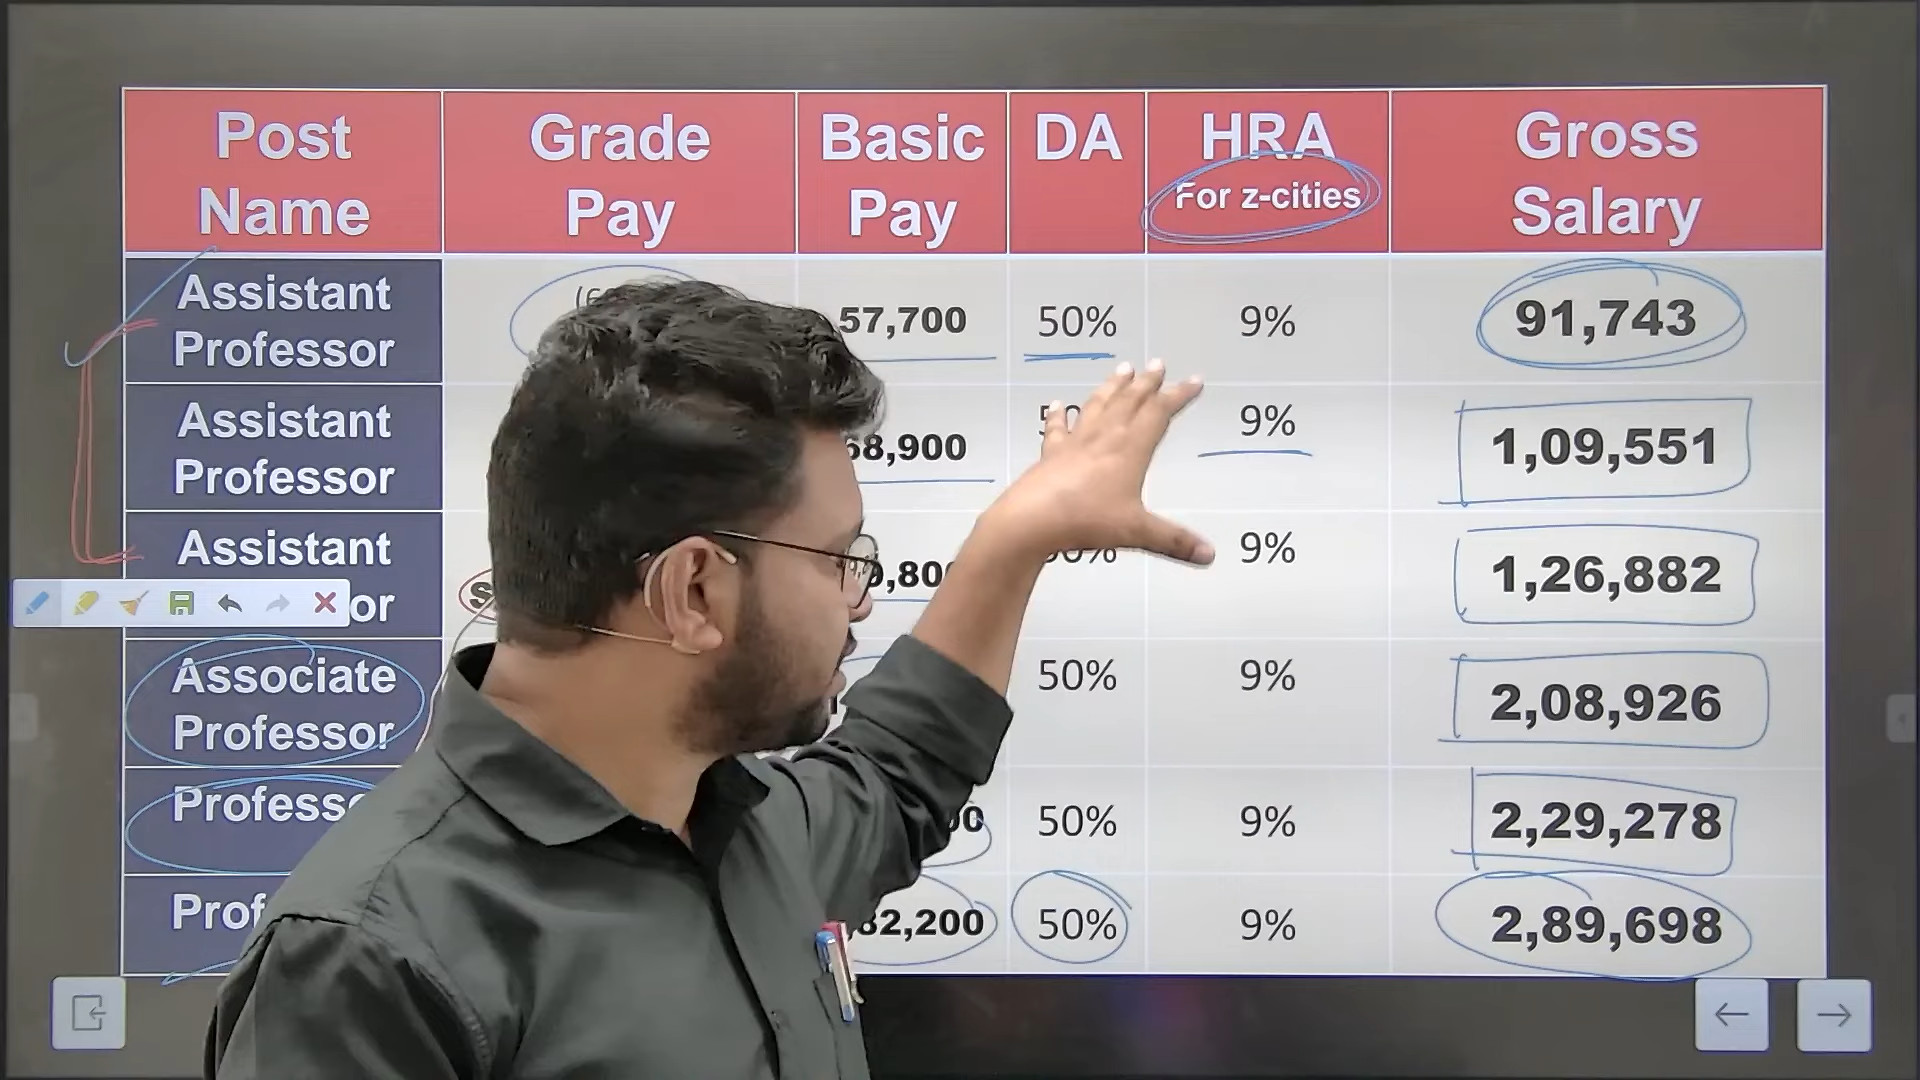 Post
Name
Grade
Pay
Basic
Pay
DA
HRA
For z-cities
Gross
Salary
Assistant
Professor
57,700
50%
9%
91,743
Assistant
Professor
68,900
9%
1,09,551
Assistant
9%
1,26,882
Associate
Professor
50%
9%
2,08,926
50%
9%
2,29,278
50%
9%
2,89,698